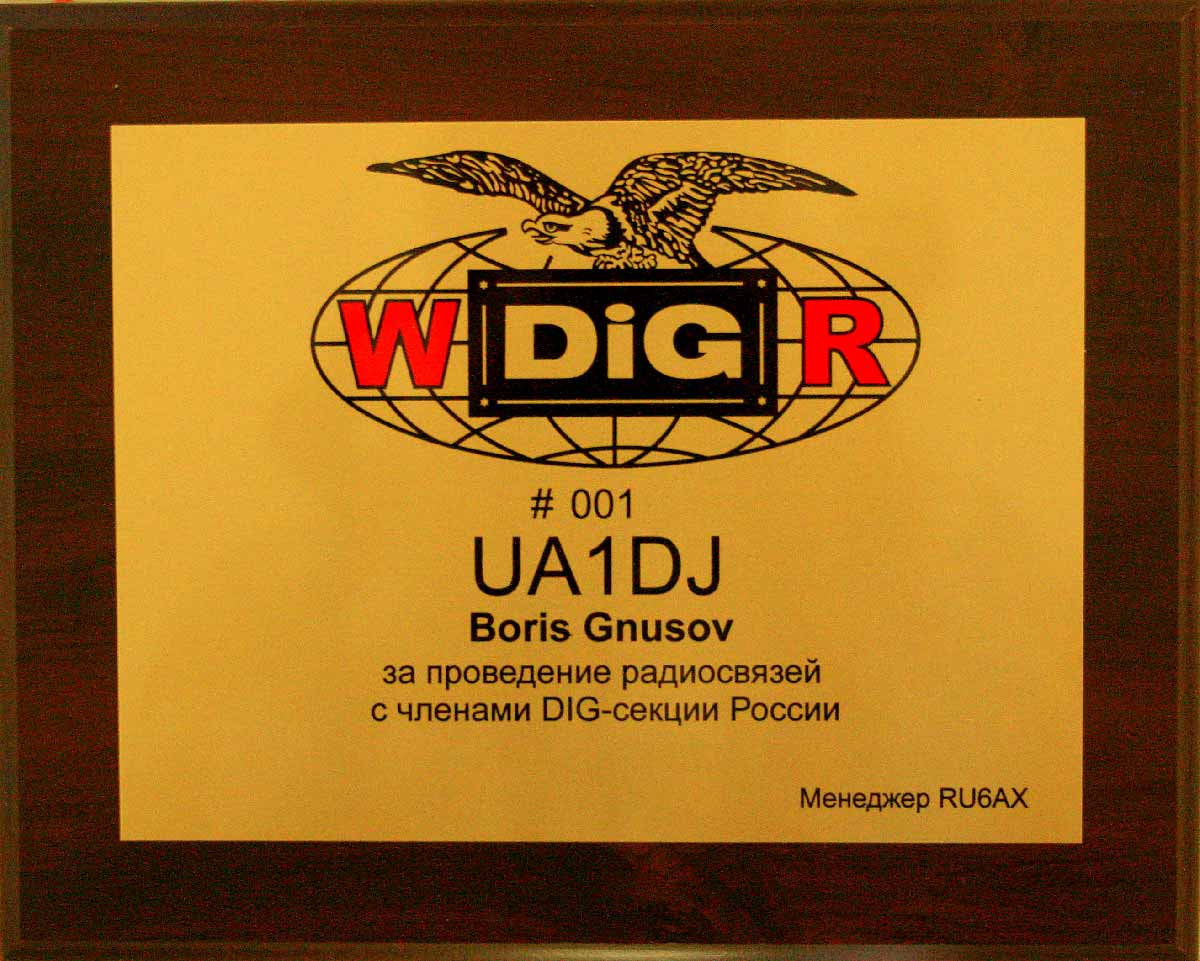 W DiG R
# 001
UA1DJ
Boris Gnusov
за проведение радиосвязей
с членами DIG-секции России
Менеджер RU6AX